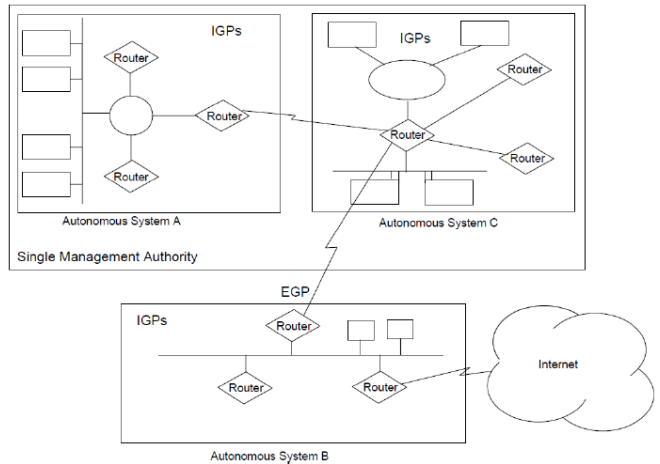 IGPs
Router
Router
Router
Autonomous System A
IGPs
Router
Router
Router
Autonomous System C
Single Management Authority
EGP
IGPs
Router
Router
Router
Internet
Autonomous System B